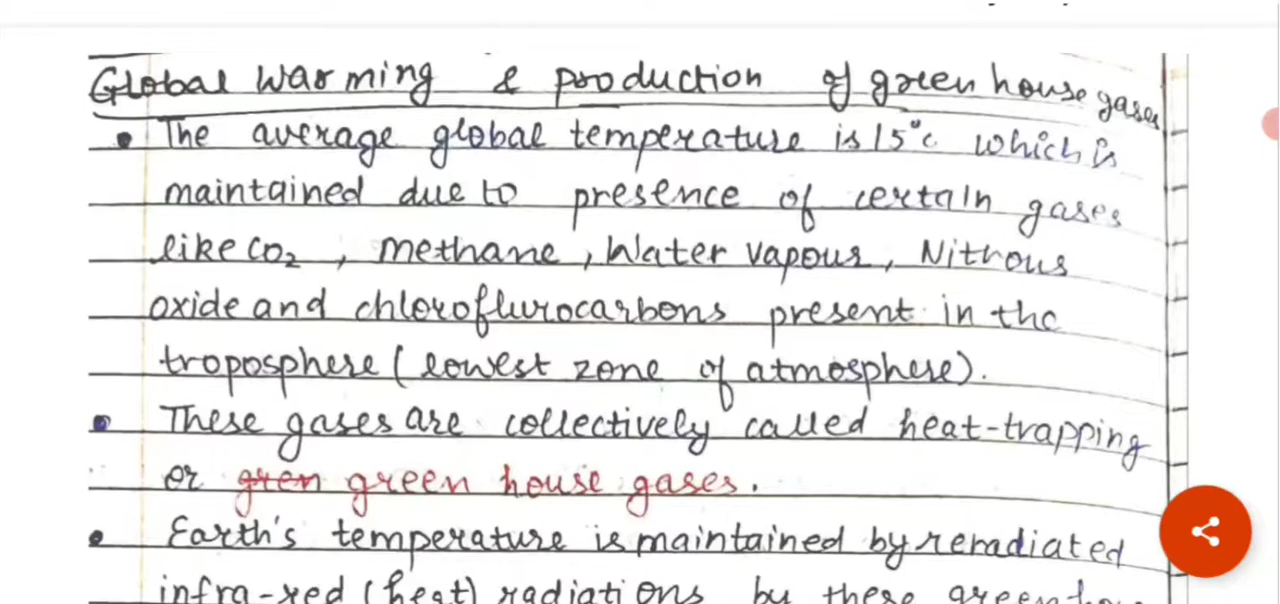 Global warming & production of green house gases
• The average global temperature is 15°c which is
maintained due to presence of certain gases
like CO₂, methane, Water vapour, Nitrous
oxide and chloroflurocarbons present in the
troposphere (lowest zone of atmosphere).
• These gases are collectively called heat-trapping
or gren green house gases.
• Earth's temperature is maintained by reradiated
infra-red (heat) radiations by these